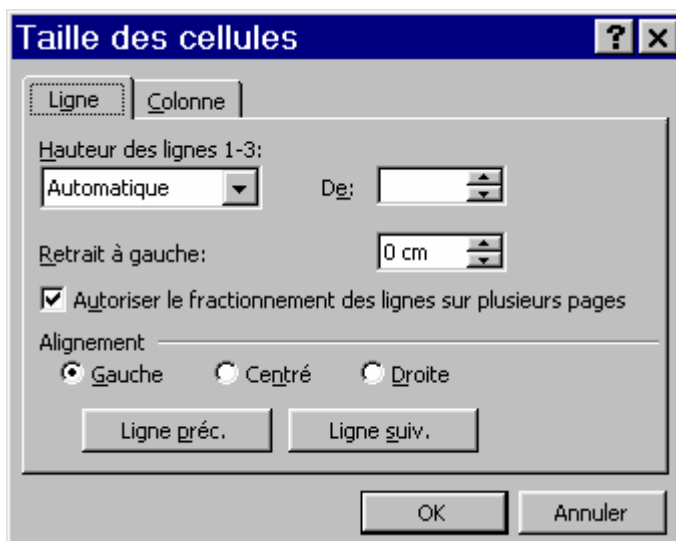 Taille des cellules
Ligne Colonne
Hauteur des lignes 1-3:
Automatique De:
Retrait à gauche: 0 cm
Autoriser le fractionnement des lignes sur plusieurs pages
Alignement
Gauche Centré Droite
Ligne préc. Ligne suiv.
OK Annuler